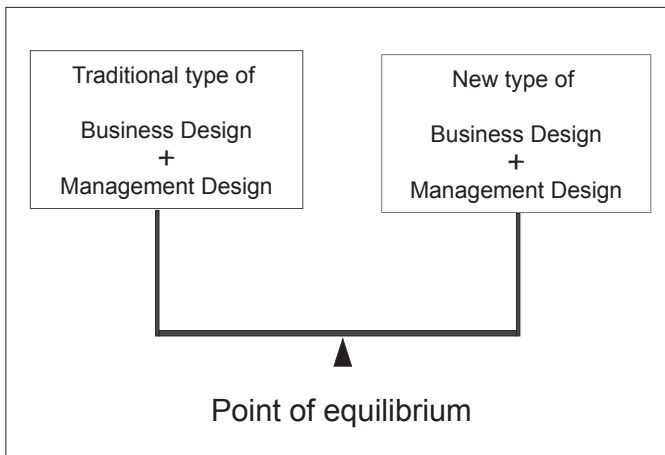 Traditional type of
Business Design
+
Management Design
New type of
Business Design
+
Management Design
Point of equilibrium